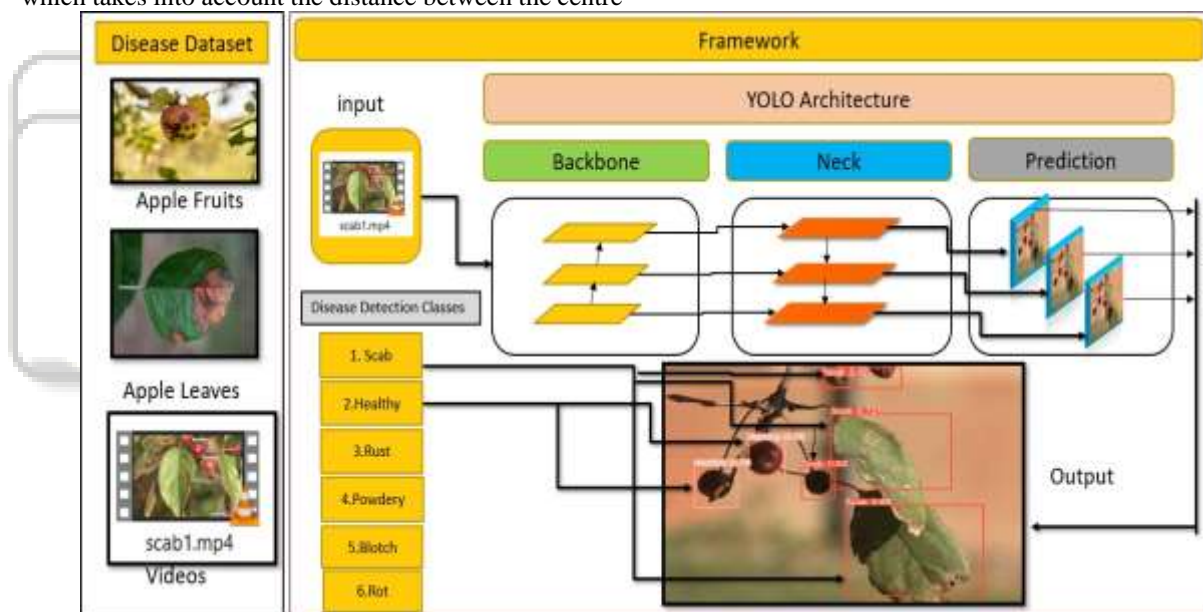 which takes into account the distance between the centre
Disease Dataset
Apple Fruits
Apple Leaves
scab1.mp4
Videos
Framework
input
scab1.mp4
YOLO Architecture
Backbone
Neck
Prediction
Disease Detection Classes
1. Scab
2.Healthy
3.Rust
4.Powdery
5.Blotch
6.Rot
Output